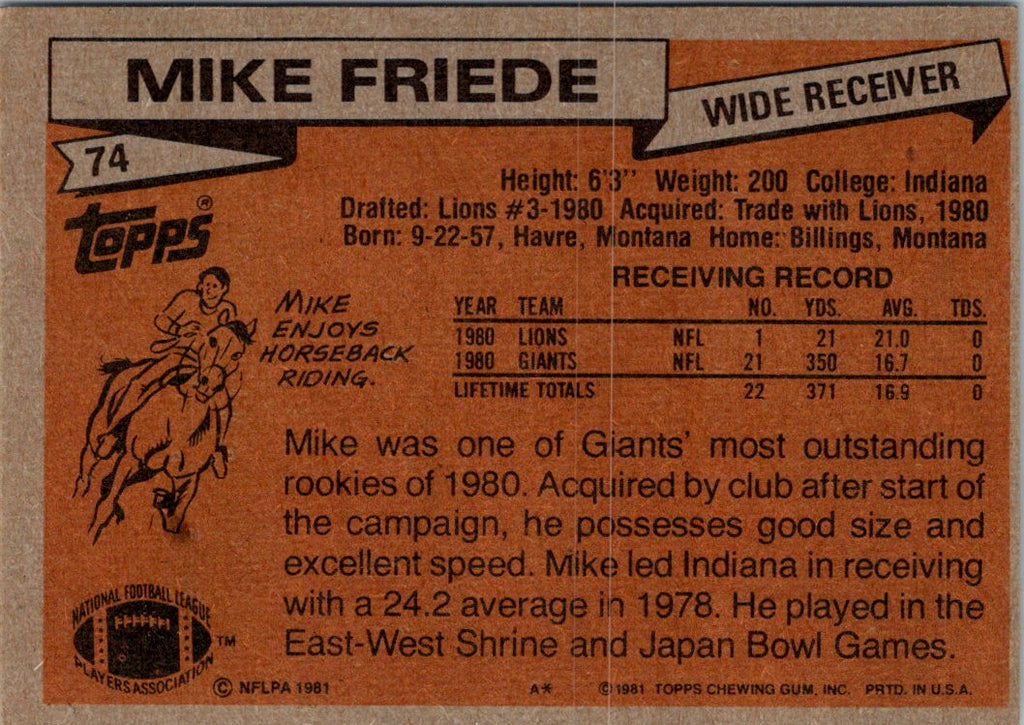 MIKE FRIEDE
WIDE RECEIVER
74
TOPPS®
Height: 6'3'' Weight: 200 College: Indiana
Drafted: Lions #3-1980 Acquired: Trade with Lions, 1980
Born: 9-22-57, Havre, Montana Home: Billings, Montana
MIKE
ENJOYS
HORSEBACK
RIDING.
RECEIVING RECORD
YEAR TEAM NO. YDS. AVG. TDS.
1980 LIONS NFL 1 21 21.0 0
1980 GIANTS NFL 21 350 16.7 0
LIFETIME TOTALS 22 371 16.9 0
Mike was one of Giants' most outstanding
rookies of 1980. Acquired by club after start of
the campaign, he possesses good size and
excellent speed. Mike led Indiana in receiving
with a 24.2 average in 1978. He played in the
East-West Shrine and Japan Bowl Games.
NATIONAL FOOTBALL LEAGUE
PLAYERS ASSOCIATION ™
© NFLPA 1981 A* © 1981 TOPPS CHEWING GUM, INC. PRTD. IN U.S.A.